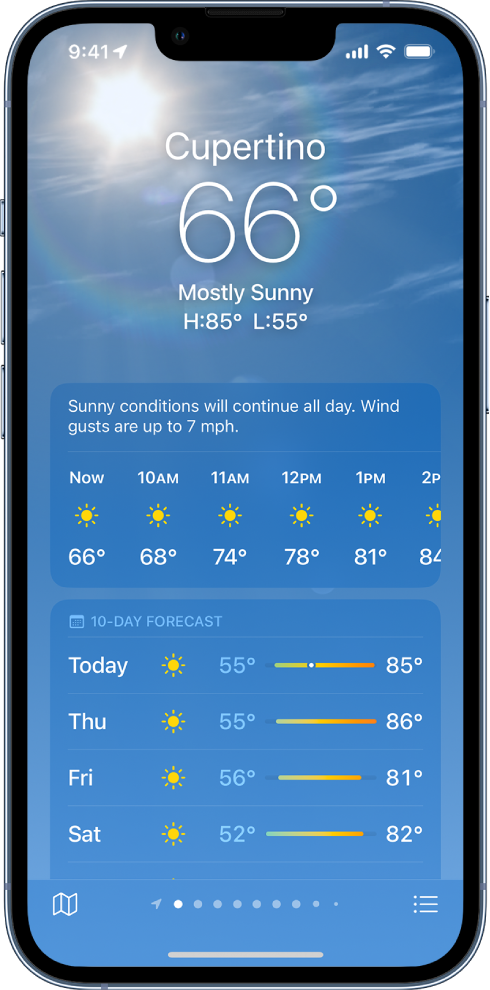 9:41
Cupertino
66°
Mostly Sunny
H:85° L:55°
Sunny conditions will continue all day. Wind
gusts are up to 7 mph.
Now 10AM 11AM 12PM 1PM 2P
66° 68° 74° 78° 81° 84
10-DAY FORECAST
Today 55° 85°
Thu 55° 86°
Fri 56° 81°
Sat 52° 82°